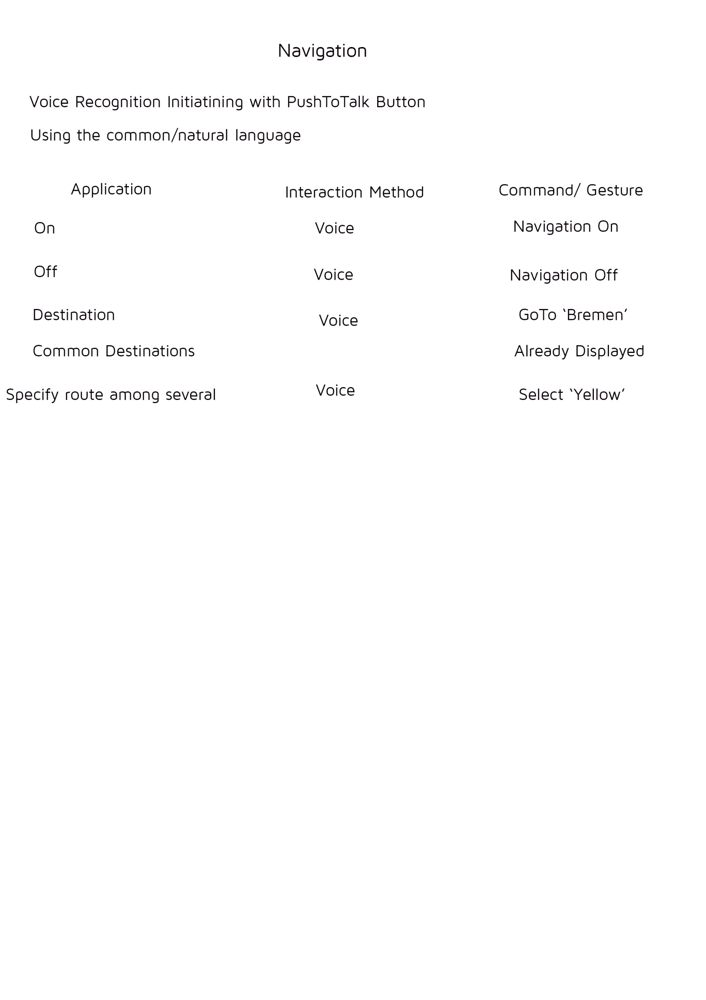 Navigation
Voice Recognition Initiatining with PushToTalk Button
Using the common/natural language
Application Interaction Method Command/ Gesture
On Voice Navigation On
Off Voice Navigation Off
Destination Voice GoTo ‘Bremen’
Common Destinations Already Displayed
Specify route among several Voice Select ‘Yellow’